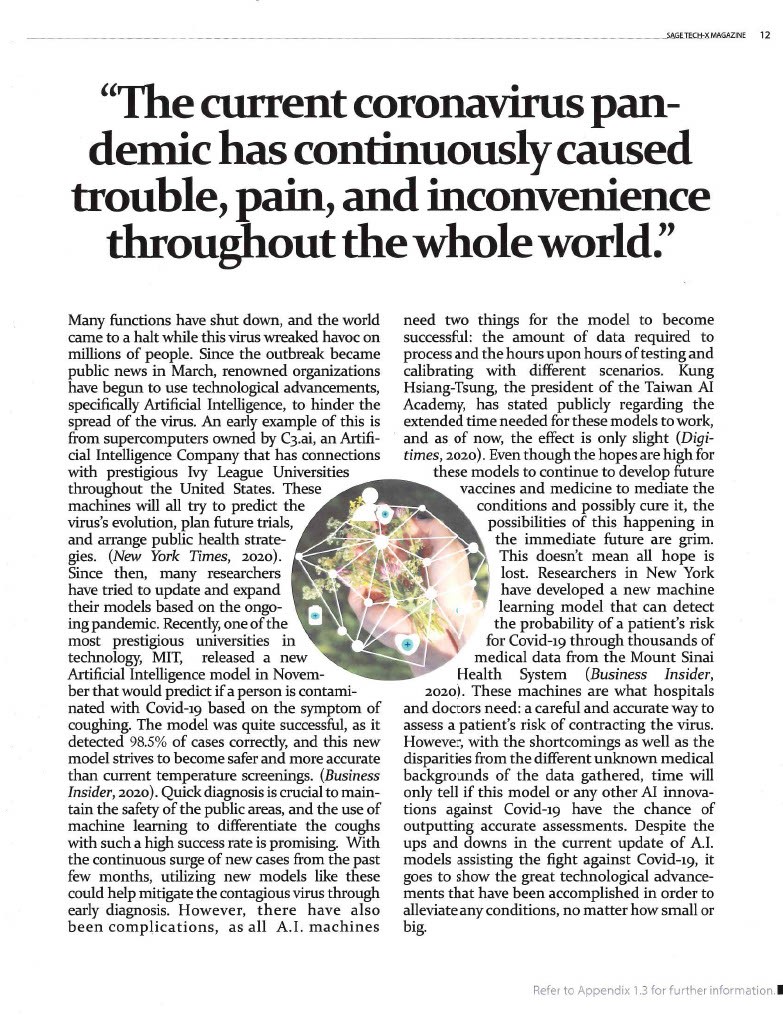 SAGE TECH-X MAGAZINE 12
“The current coronavirus pan-
demic has continuously caused
trouble, pain, and inconvenience
throughout the whole world.”
Many functions have shut down, and the world
came to a halt while this virus wreaked havoc on
millions of people. Since the outbreak became
public news in March, renowned organizations
have begun to use technological advancements,
specifically Artificial Intelligence, to hinder the
spread of the virus. An early example of this is
from supercomputers owned by C3.ai, an Artifi-
cial Intelligence Company that has connections
with prestigious Ivy League Universities
throughout the United States. These
machines will all try to predict the
virus’s evolution, plan future trials,
and arrange public health strate-
gies. (New York Times, 2020).
Since then, many researchers
have tried to update and expand
their models based on the ongo-
ing pandemic. Recently, one of the
most prestigious universities in
technology, MIT, released a new
Artificial Intelligence model in Novem-
ber that would predict if a person is contami-
nated with Covid-19 based on the symptom of
coughing. The model was quite successful, as it
detected 98.5% of cases correctly, and this new
model strives to become safer and more accurate
than current temperature screenings. (Business
Insider, 2020). Quick diagnosis is crucial to main-
tain the safety of the public areas, and the use of
machine learning to differentiate the coughs
with such a high success rate is promising. With
the continuous surge of new cases from the past
few months, utilizing new models like these
could help mitigate the contagious virus through
early diagnosis. However, there have also
been complications, as all A.I. machines
need two things for the model to become
successful: the amount of data required to
process and the hours upon hours of testing and
calibrating with different scenarios. Kung
Hsiang-Tsung, the president of the Taiwan AI
Academy, has stated publicly regarding the
extended time needed for these models to work,
and as of now, the effect is only slight (Digi-
times, 2020). Even though the hopes are high for
these models to continue to develop future
vaccines and medicine to mediate the
conditions and possibly cure it, the
possibilities of this happening in
the immediate future are grim.
This doesn’t mean all hope is
lost. Researchers in New York
have developed a new machine
learning model that can detect
the probability of a patient’s risk
for Covid-19 through thousands of
medical data from the Mount Sinai
Health System (Business Insider,
2020). These machines are what hospitals
and doctors need: a careful and accurate way to
assess a patient’s risk of contracting the virus.
However, with the shortcomings as well as the
disparities from the different unknown medical
backgrounds of the data gathered, time will
only tell if this model or any other AI innova-
tions against Covid-19 have the chance of
outputting accurate assessments. Despite the
ups and downs in the current update of A.I.
models assisting the fight against Covid-19, it
goes to show the great technological advance-
ments that have been accomplished in order to
alleviate any conditions, no matter how small or
big.
Refer to Appendix 1.3 for further information.